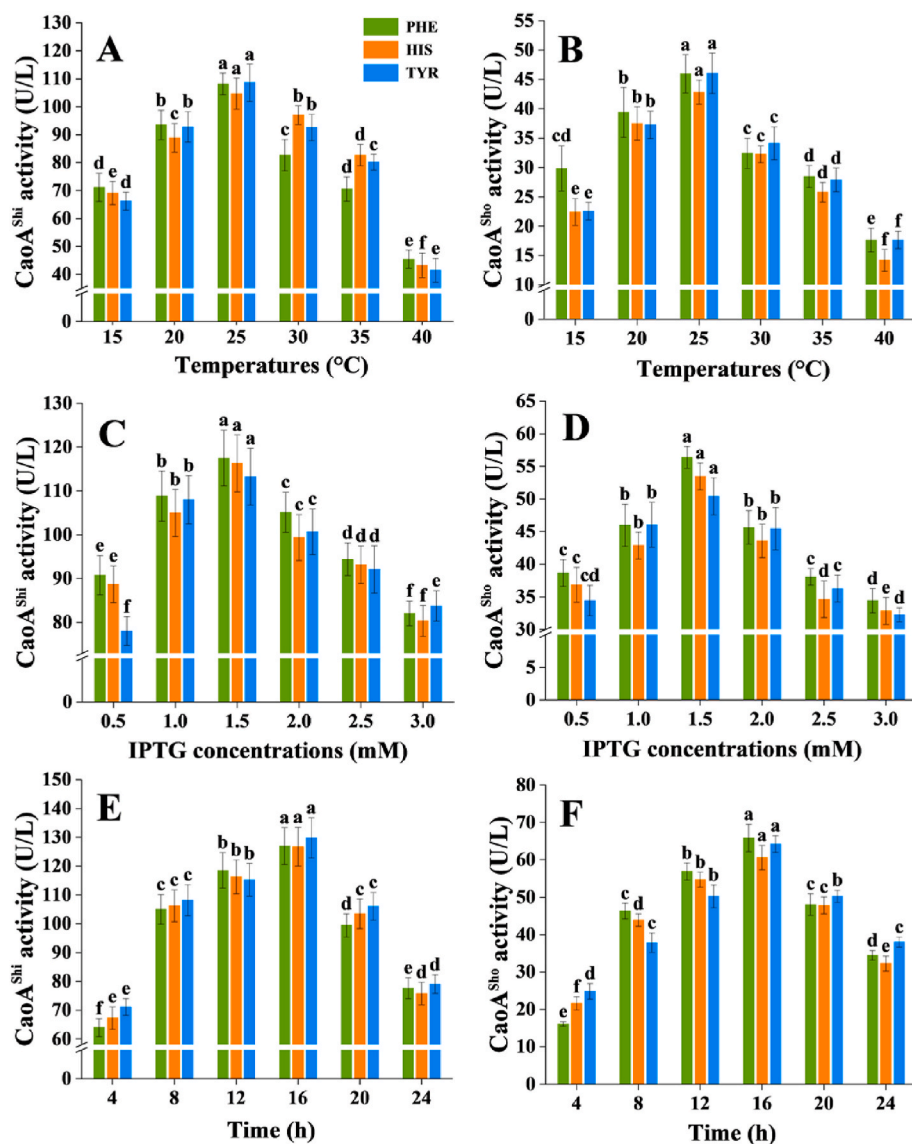 A
PHE
HIS
TYR
CaoA^Shi activity (U/L)
130
120
110
100
90
80
70
60
50
40
0
d e d
b c b
a a a
c b b
d d c
e f e
15 20 25 30 35 40
Temperatures (°C)
B
CaoA^Sho activity (U/L)
50
45
40
35
30
25
20
15
10
0
cd e e
b b b
a a a
c c c
d d d
e f f
15 20 25 30 35 40
Temperatures (°C)
C
CaoA^Shi activity (U/L)
130
120
110
100
90
80
0
e e f
b b b
a a a
c c c
d d d
f f e
0.5 1.0 1.5 2.0 2.5 3.0
IPTG concentrations (mM)
D
CaoA^Sho activity (U/L)
65
60
55
50
45
40
35
30
5
0
c c cd
b b b
a a a
b b b
c d c
d e d
0.5 1.0 1.5 2.0 2.5 3.0
IPTG concentrations (mM)
E
CaoA^Shi activity (U/L)
150
140
130
120
110
100
90
80
70
60
0
f e e
c c c
b b b
a a a
d c c
e d d
4 8 12 16 20 24
Time (h)
F
CaoA^Sho activity (U/L)
80
70
60
50
40
30
20
10
0
e f d
c d c
b b b
a a a
c c b
d e c
4 8 12 16 20 24
Time (h)